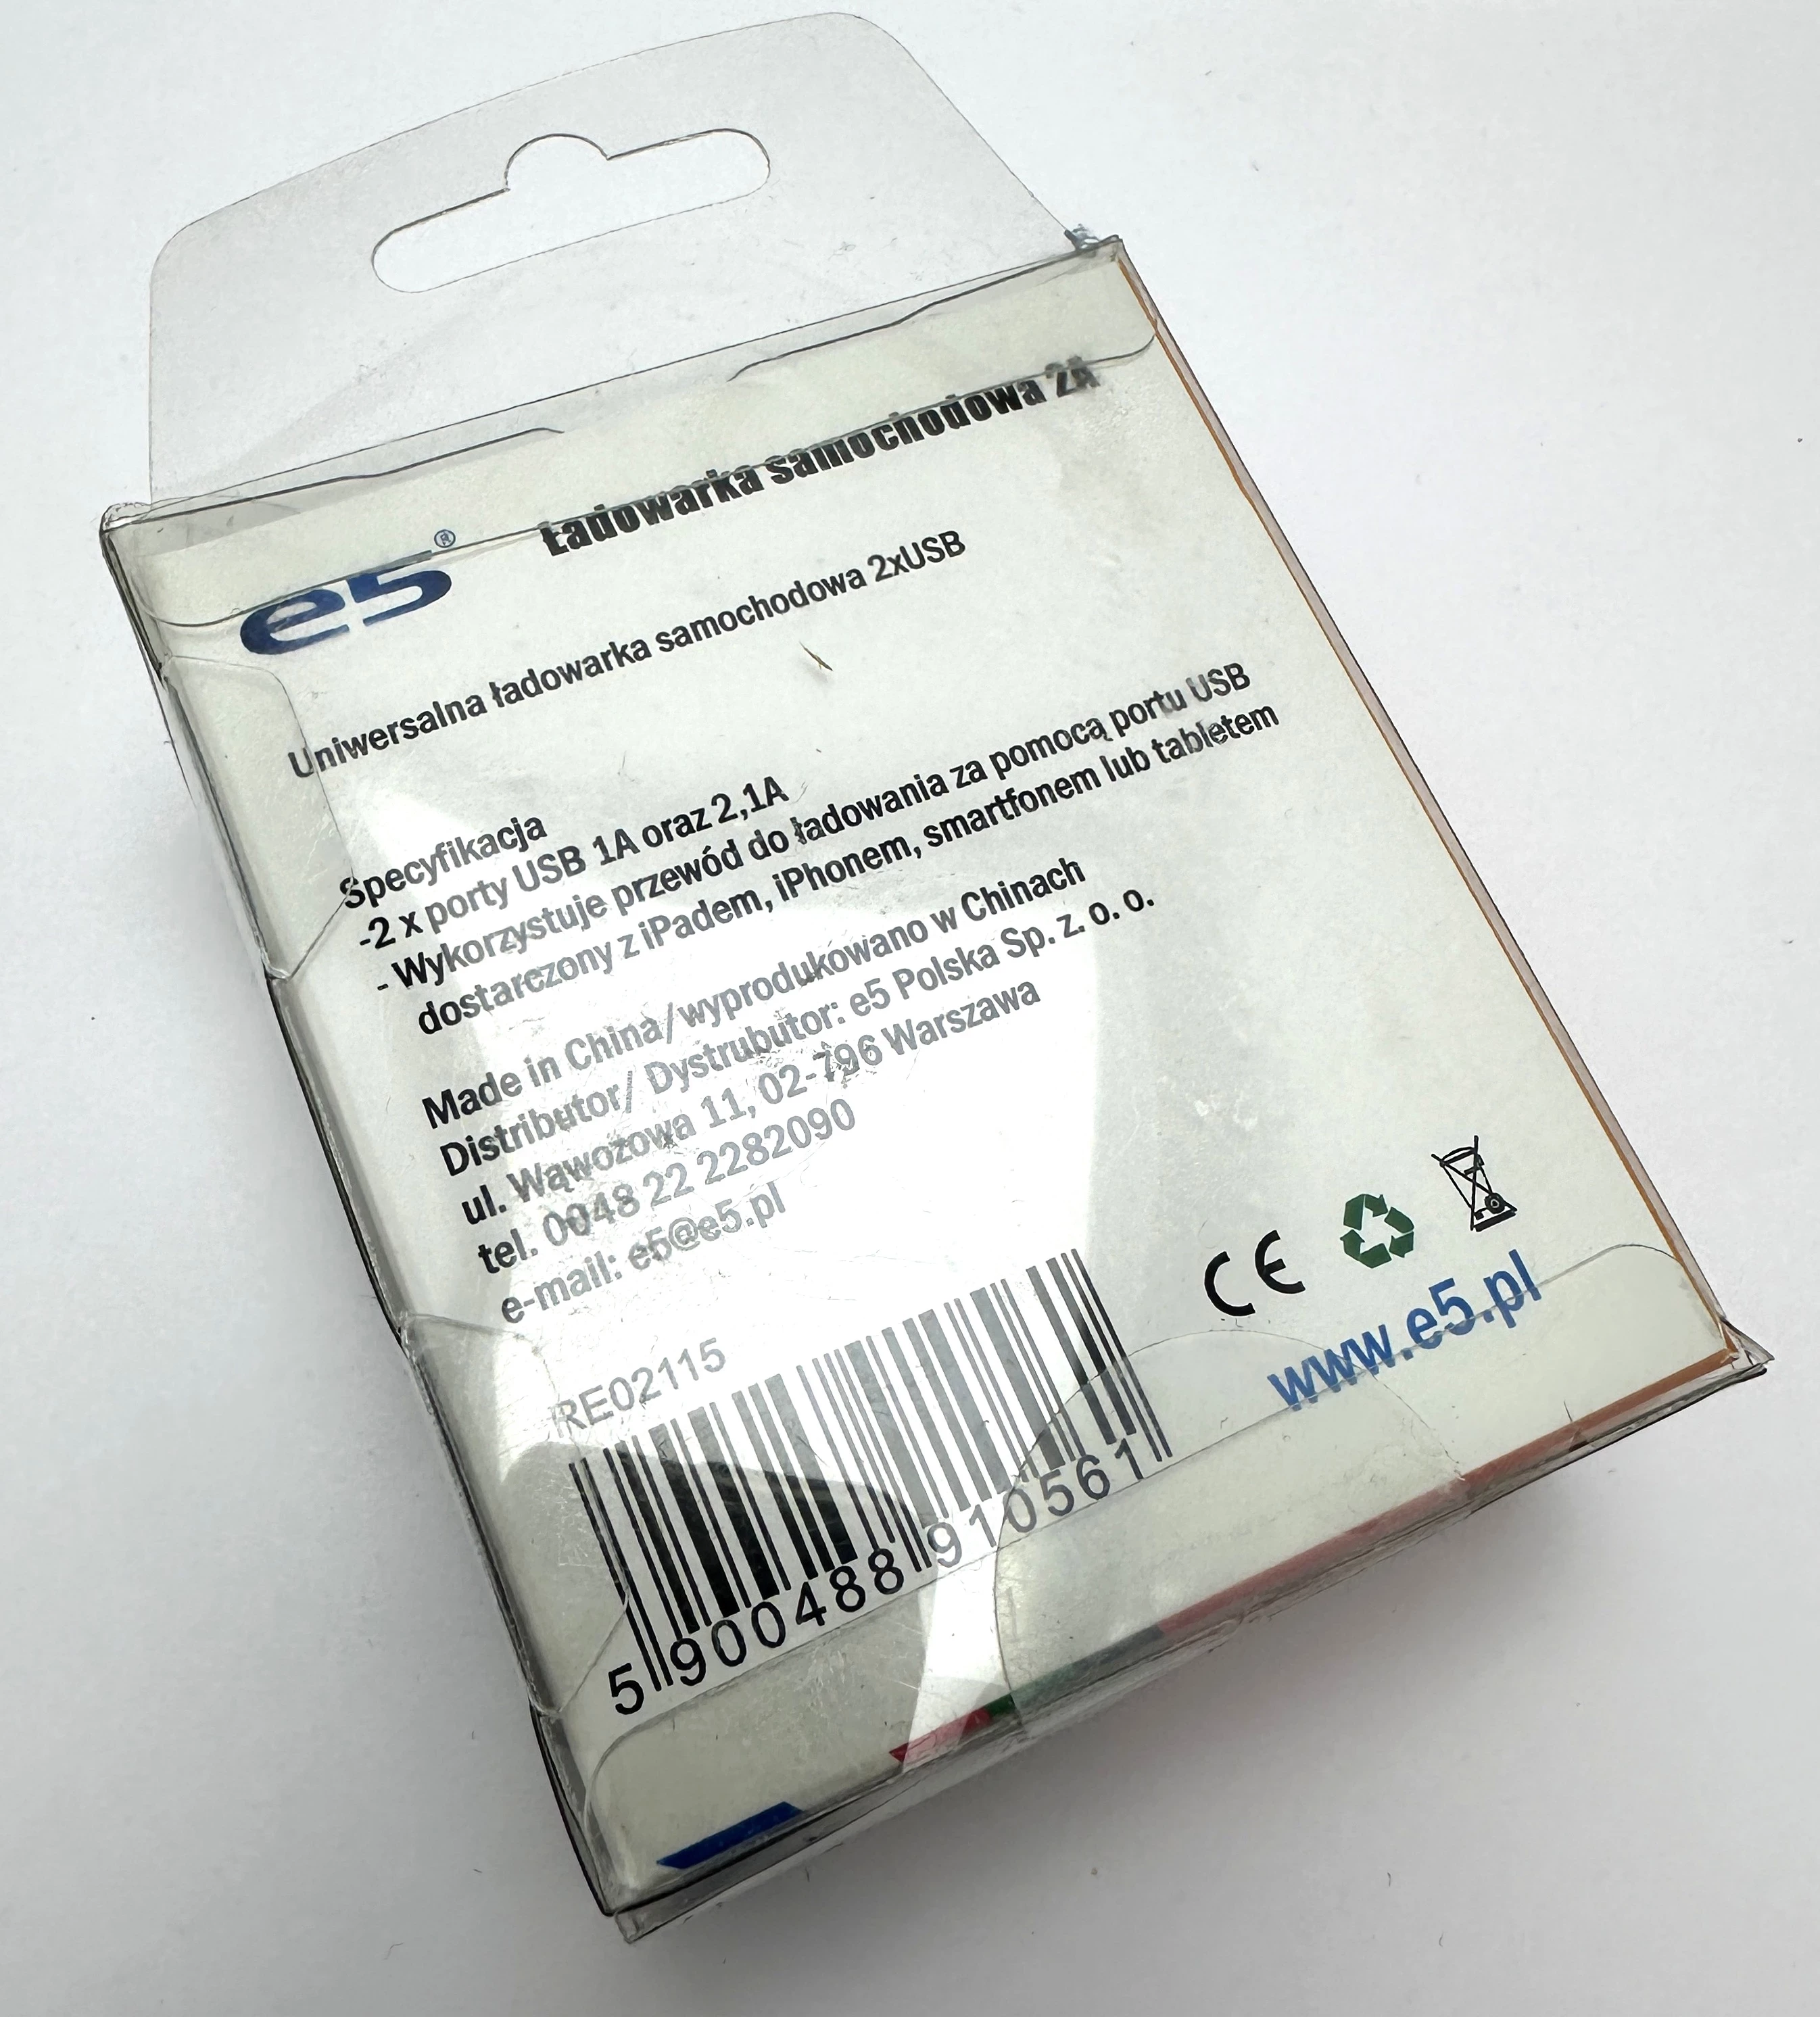 e5®
Ładowarka samochodowa 2A
Uniwersalna ładowarka samochodowa 2xUSB
Specyfikacja
-2 x porty USB 1A oraz 2,1A
- Wykorzystuje przewód do ładowania za pomocą portu USB
dostarczony z iPadem, iPhonem, smartfonem lub tabletem
Made in China/wyprodukowano w Chinach
Distributor/ Dystrubutor: e5 Polska Sp. z. o. o.
ul. Wąwozowa 11, 02-796 Warszawa
tel. 0048 22 2282090
e-mail: e5@e5.pl
RE02115
5 900488 910561
CE
www.e5.pl